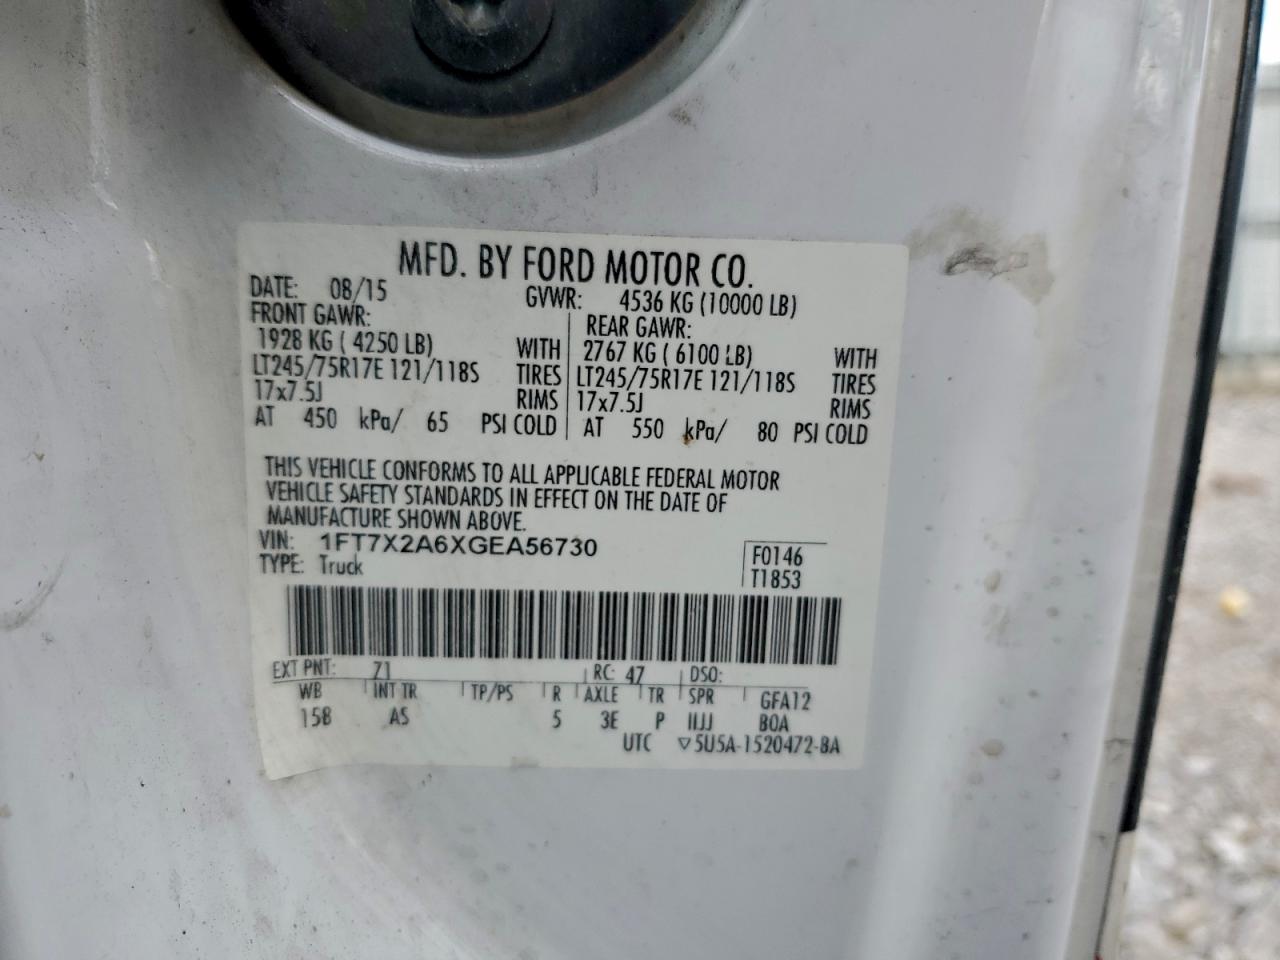 MFD. BY FORD MOTOR CO.
DATE: 08/15 GVWR: 4536 KG (10000 LB)
FRONT GAWR: REAR GAWR:
1928 KG ( 4250 LB) WITH 2767 KG ( 6100 LB) WITH
LT245/75R17E 121/118S TIRES LT245/75R17E 121/118S TIRES
17x7.5J RIMS 17x7.5J RIMS
AT 450 kPa/ 65 PSI COLD AT 550 kPa/ 80 PSI COLD
THIS VEHICLE CONFORMS TO ALL APPLICABLE FEDERAL MOTOR
VEHICLE SAFETY STANDARDS IN EFFECT ON THE DATE OF
MANUFACTURE SHOWN ABOVE.
VIN: 1FT7X2A6XGEA56730 F0146
TYPE: Truck T1853
EXT PNT: Z1 RC: 47 DSO:
WB INT TR TP/PS R AXLE TR SPR GFA12
158 AS 5 3E P IIJJ BOA
UTC ▽5U5A-1520472-BA